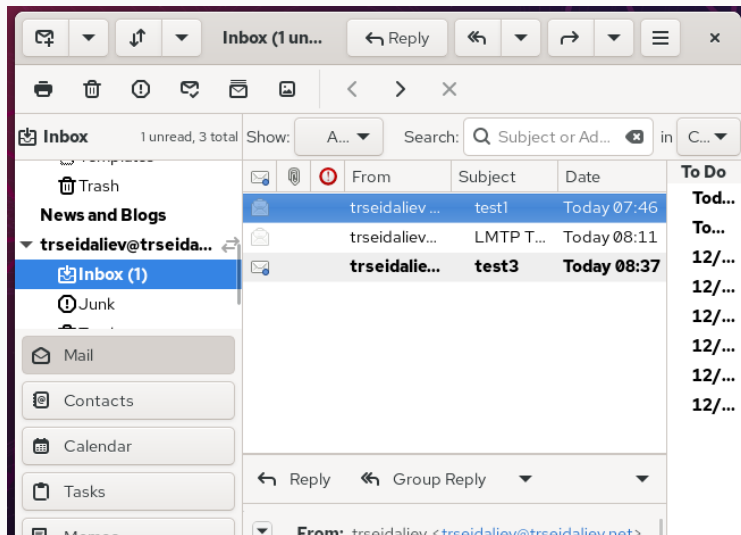 Inbox (1 un...
Reply
Inbox 1 unread, 3 total Show: A... Search: Subject or Ad... in C...
Templates
Trash
News and Blogs
trseidaliev@trseida...
Inbox (1)
Junk
Mail
Contacts
Calendar
Tasks
Memos
From Subject Date
trseidaliev ... test1 Today 07:46
trseidaliev... LMTP T... Today 08:11
trseidalie... test3 Today 08:37
Reply Group Reply
From: trseidaliev <trseidaliev@trseidaliev.net>
To Do
Tod...
To...
12/...
12/...
12/...
12/...
12/...
12/...